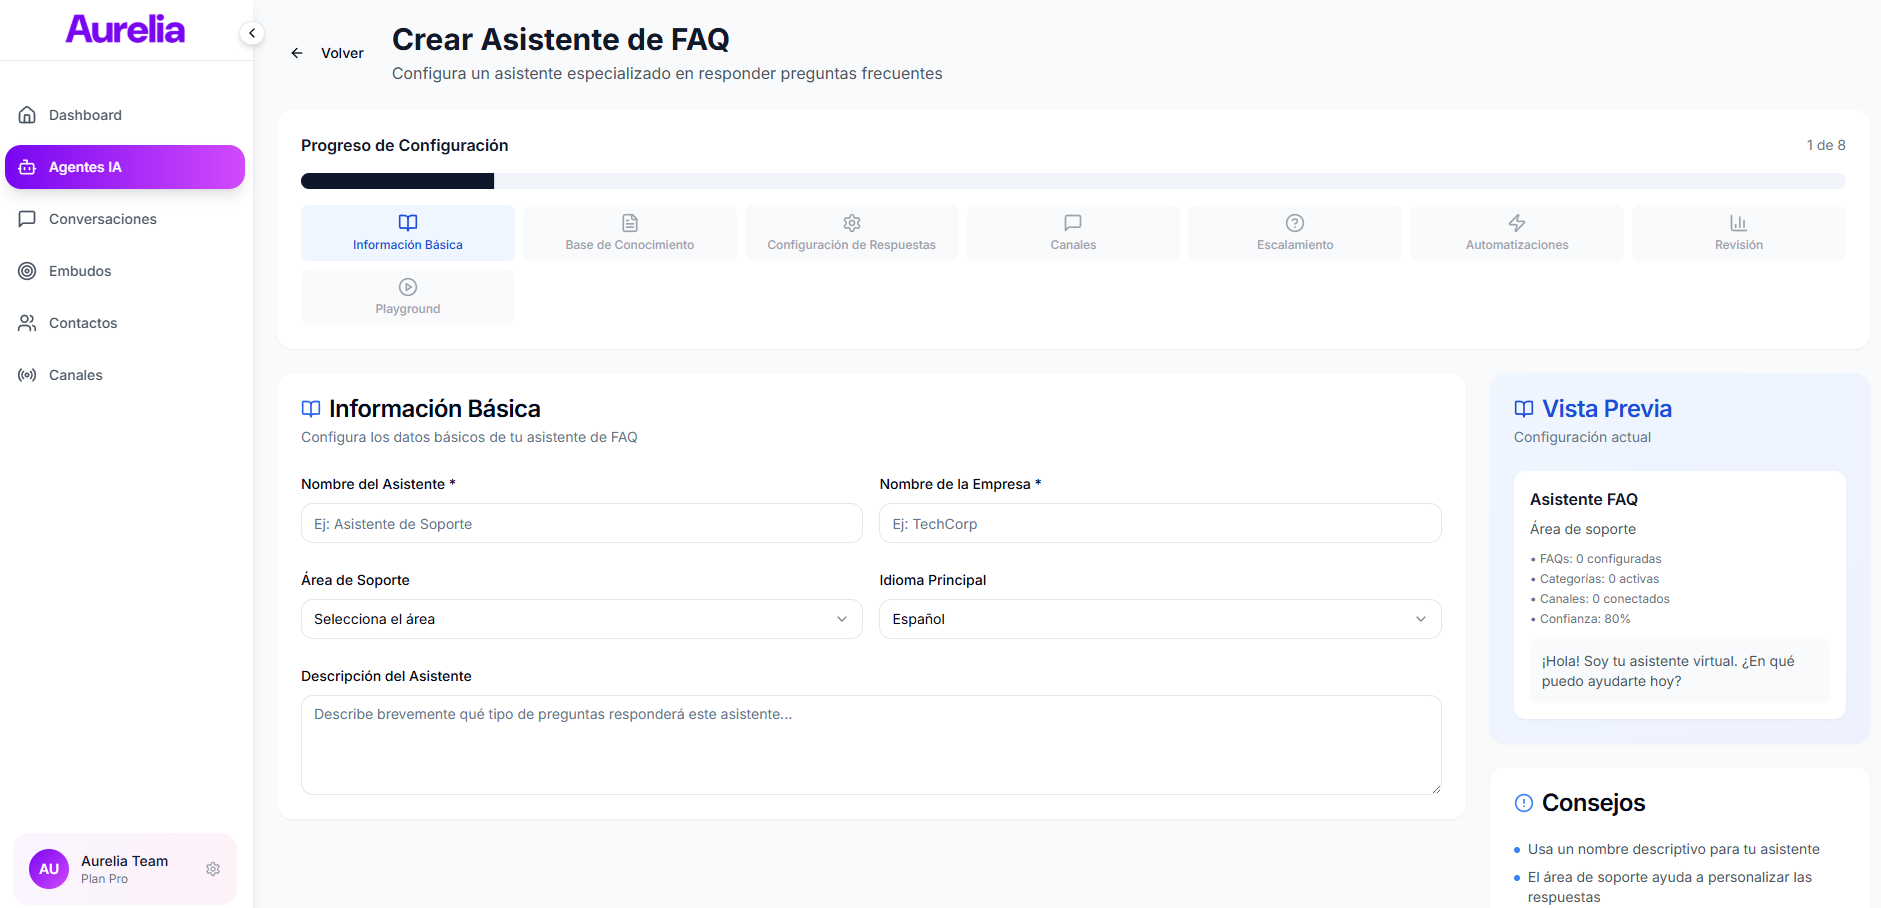 Aurelia
Dashboard
Agentes IA
Conversaciones
Embudos
Contactos
Canales
AU
Aurelia Team
Plan Pro
Volver
Crear Asistente de FAQ
Configura un asistente especializado en responder preguntas frecuentes
Progreso de Configuración
1 de 8
Información Básica
Base de Conocimiento
Configuración de Respuestas
Canales
Escalamiento
Automatizaciones
Revisión
Playground
Información Básica
Configura los datos básicos de tu asistente de FAQ
Nombre del Asistente *
Ej: Asistente de Soporte
Nombre de la Empresa *
Ej: TechCorp
Área de Soporte
Selecciona el área
Idioma Principal
Español
Descripción del Asistente
Describe brevemente qué tipo de preguntas responderá este asistente...
Vista Previa
Configuración actual
Asistente FAQ
Área de soporte
• FAQs: 0 configuradas
• Categorías: 0 activas
• Canales: 0 conectados
• Confianza: 80%
¡Hola! Soy tu asistente virtual. ¿En qué
puedo ayudarte hoy?
Consejos
• Usa un nombre descriptivo para tu asistente
• El área de soporte ayuda a personalizar las
respuestas